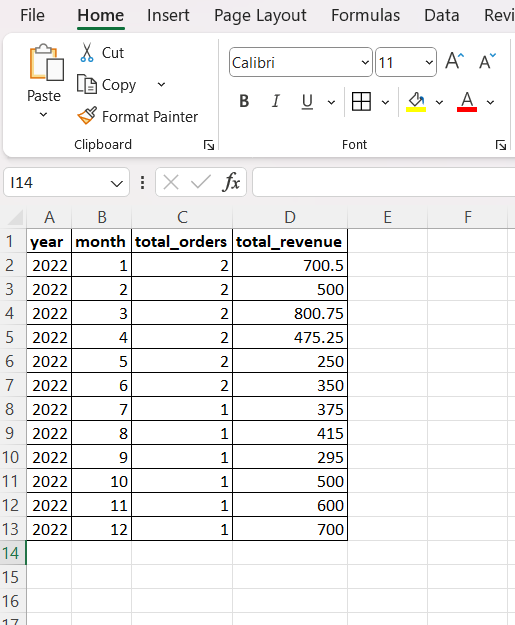 File Home Insert Page Layout Formulas Data Revi
Cut
Copy
Format Painter
Paste
Calibri 11 A A
B I U A
Clipboard Font
I14 fx
A B C D E F
1 year month total_orders total_revenue
2 2022 1 2 700.5
3 2022 2 2 500
4 2022 3 2 800.75
5 2022 4 2 475.25
6 2022 5 2 250
7 2022 6 2 350
8 2022 7 1 375
9 2022 8 1 415
10 2022 9 1 295
11 2022 10 1 500
12 2022 11 1 600
13 2022 12 1 700
14
15
16
17